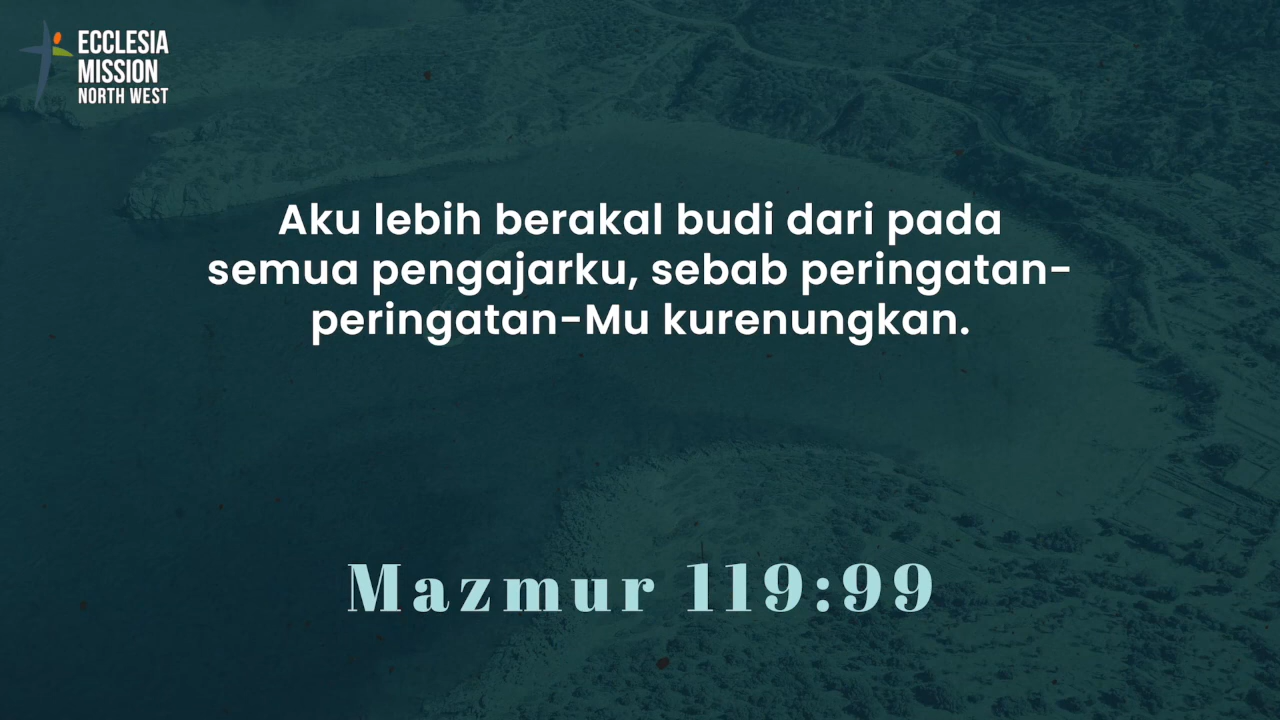 ECCLESIA
MISSION
NORTH WEST
Aku lebih berakal budi dari pada
semua pengajarku, sebab peringatan-
peringatan-Mu kurenungkan.
Mazmur 119:99